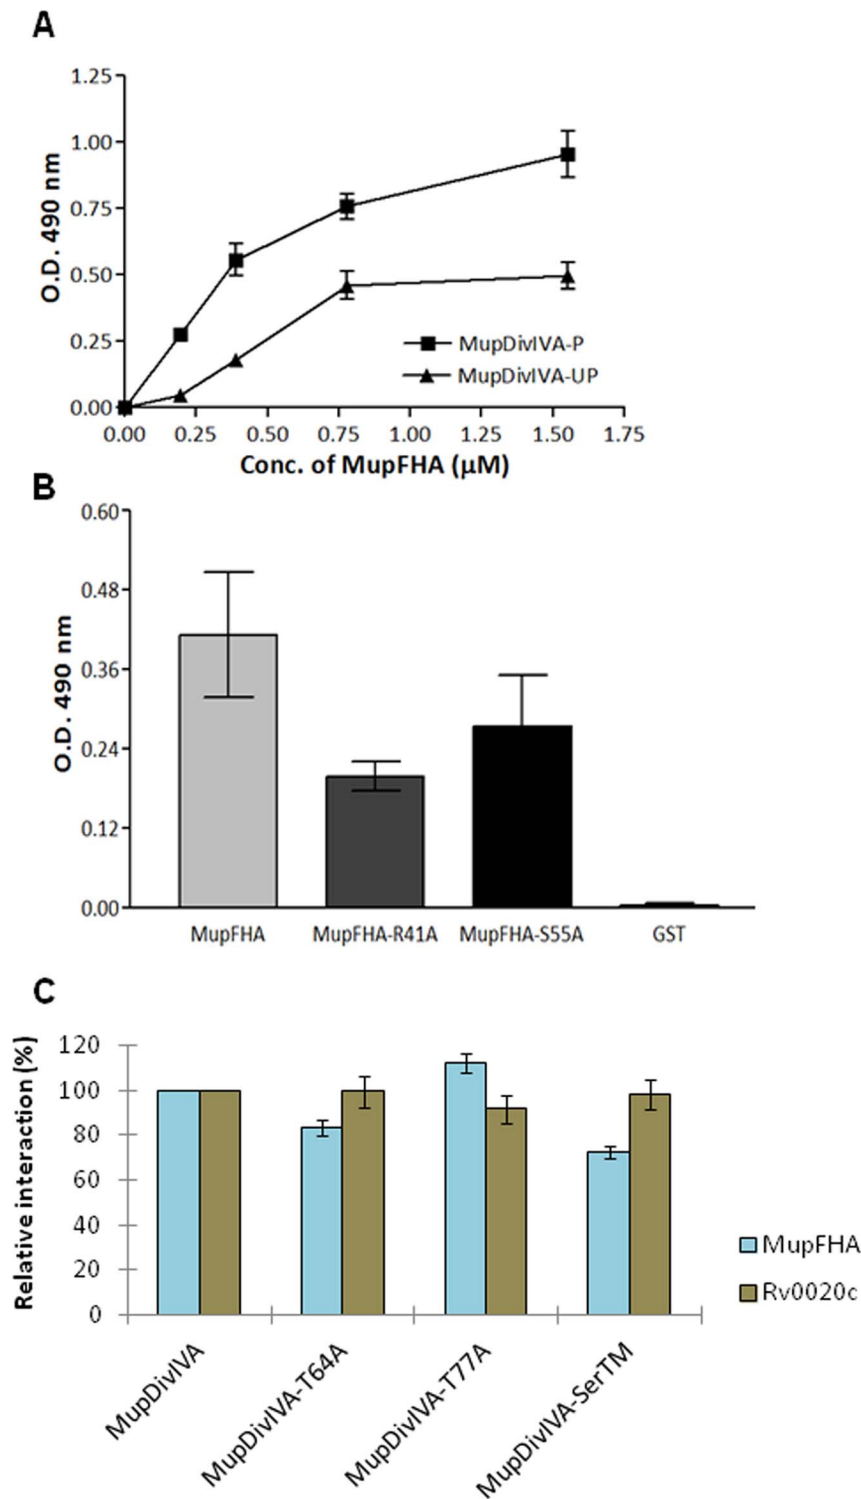 A
1.25
1.00
0.75
0.50
0.25
0.00
O.D. 490 nm
MupDivIVA-P
MupDivIVA-UP
0.00 0.25 0.50 0.75 1.00 1.25 1.50 1.75
Conc. of MupFHA (µM)
B
0.60
0.48
0.36
0.24
0.12
0.00
O.D. 490 nm
MupFHA MupFHA-R41A MupFHA-S55A GST
C
120
100
80
60
40
20
0
Relative interaction (%)
MupFHA
Rv0020c
MupDivIVA
MupDivIVA-T64A
MupDivIVA-T77A
MupDivIVA-SerTM